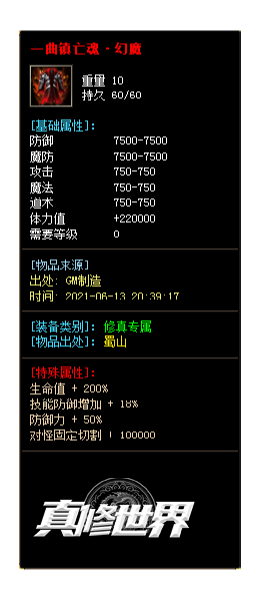 一曲镇亡魂·幻魔
重量 10
持久 60/60
[基础属性]:
防御 7500-7500
魔防 7500-7500
攻击 750-750
魔法 750-750
道术 750-750
体力值 +220000
需要等级 0
[物品来源]
出处: GM制造
时间: 2021-06-13 20:39:17
[装备类别]: 修真专属
[物品出处]: 蜀山
[特殊属性]:
生命值 + 200%
技能防御增加 + 18%
防御力 + 50%
对怪固定切割 + 100000
真修世界